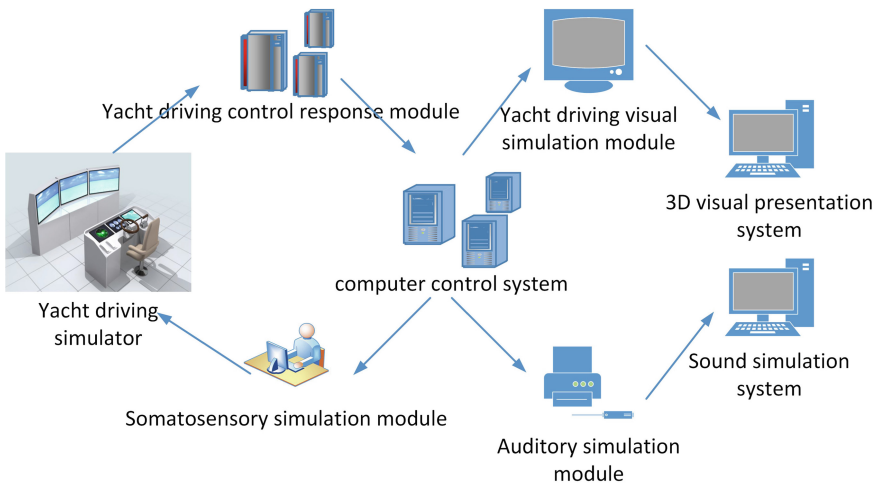 Yacht driving control response module
Yacht driving visual
simulation module
3D visual presentation
system
computer control system
Yacht driving
simulator
Sound simulation
system
Somatosensory simulation module
Auditory simulation
module